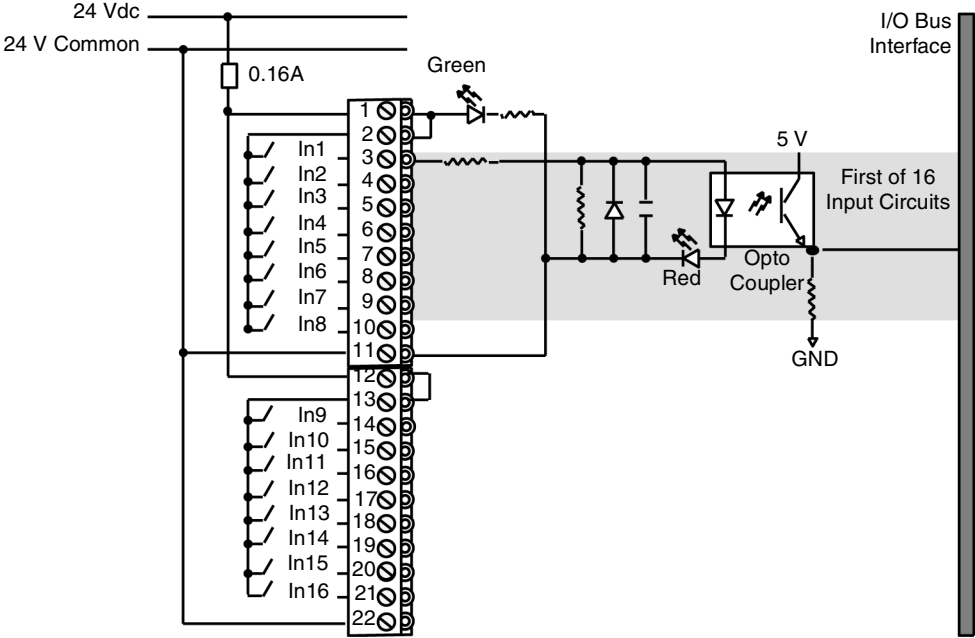 24 Vdc
24 V Common
0.16A
Green
I/O Bus
Interface
5 V
First of 16
Input Circuits
Opto
Coupler
Red
GND
1
2
In1 3
In2 4
In3 5
In4 6
In5 7
In6 8
In7 9
In8 10
11
12
13
In9 14
In10 15
In11 16
In12 17
In13 18
In14 19
In15 20
In16 21
22